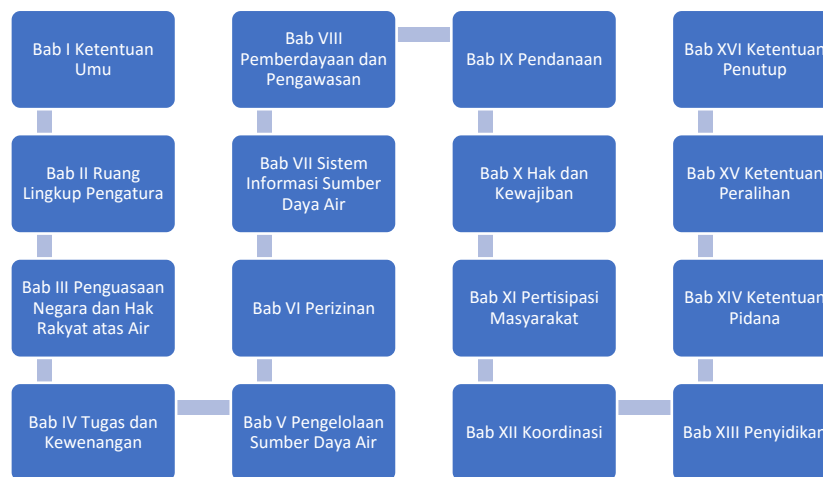 Bab I Ketentuan
Umu
Bab II Ruang
Lingkup Pengatura
Bab III Penguasaan
Negara dan Hak
Rakyat atas Air
Bab IV Tugas dan
Kewenangan
Bab V Pengelolaan
Sumber Daya Air
Bab VI Perizinan
Bab VII Sistem
Informasi Sumber
Daya Air
Bab VIII
Pemberdayaan dan
Pengawasan
Bab IX Pendanaan
Bab X Hak dan
Kewajiban
Bab XI Pertisipasi
Masyarakat
Bab XII Koordinasi
Bab XIII Penyidikan
Bab XIV Ketentuan
Pidana
Bab XV Ketentuan
Peralihan
Bab XVI Ketentuan
Penutup